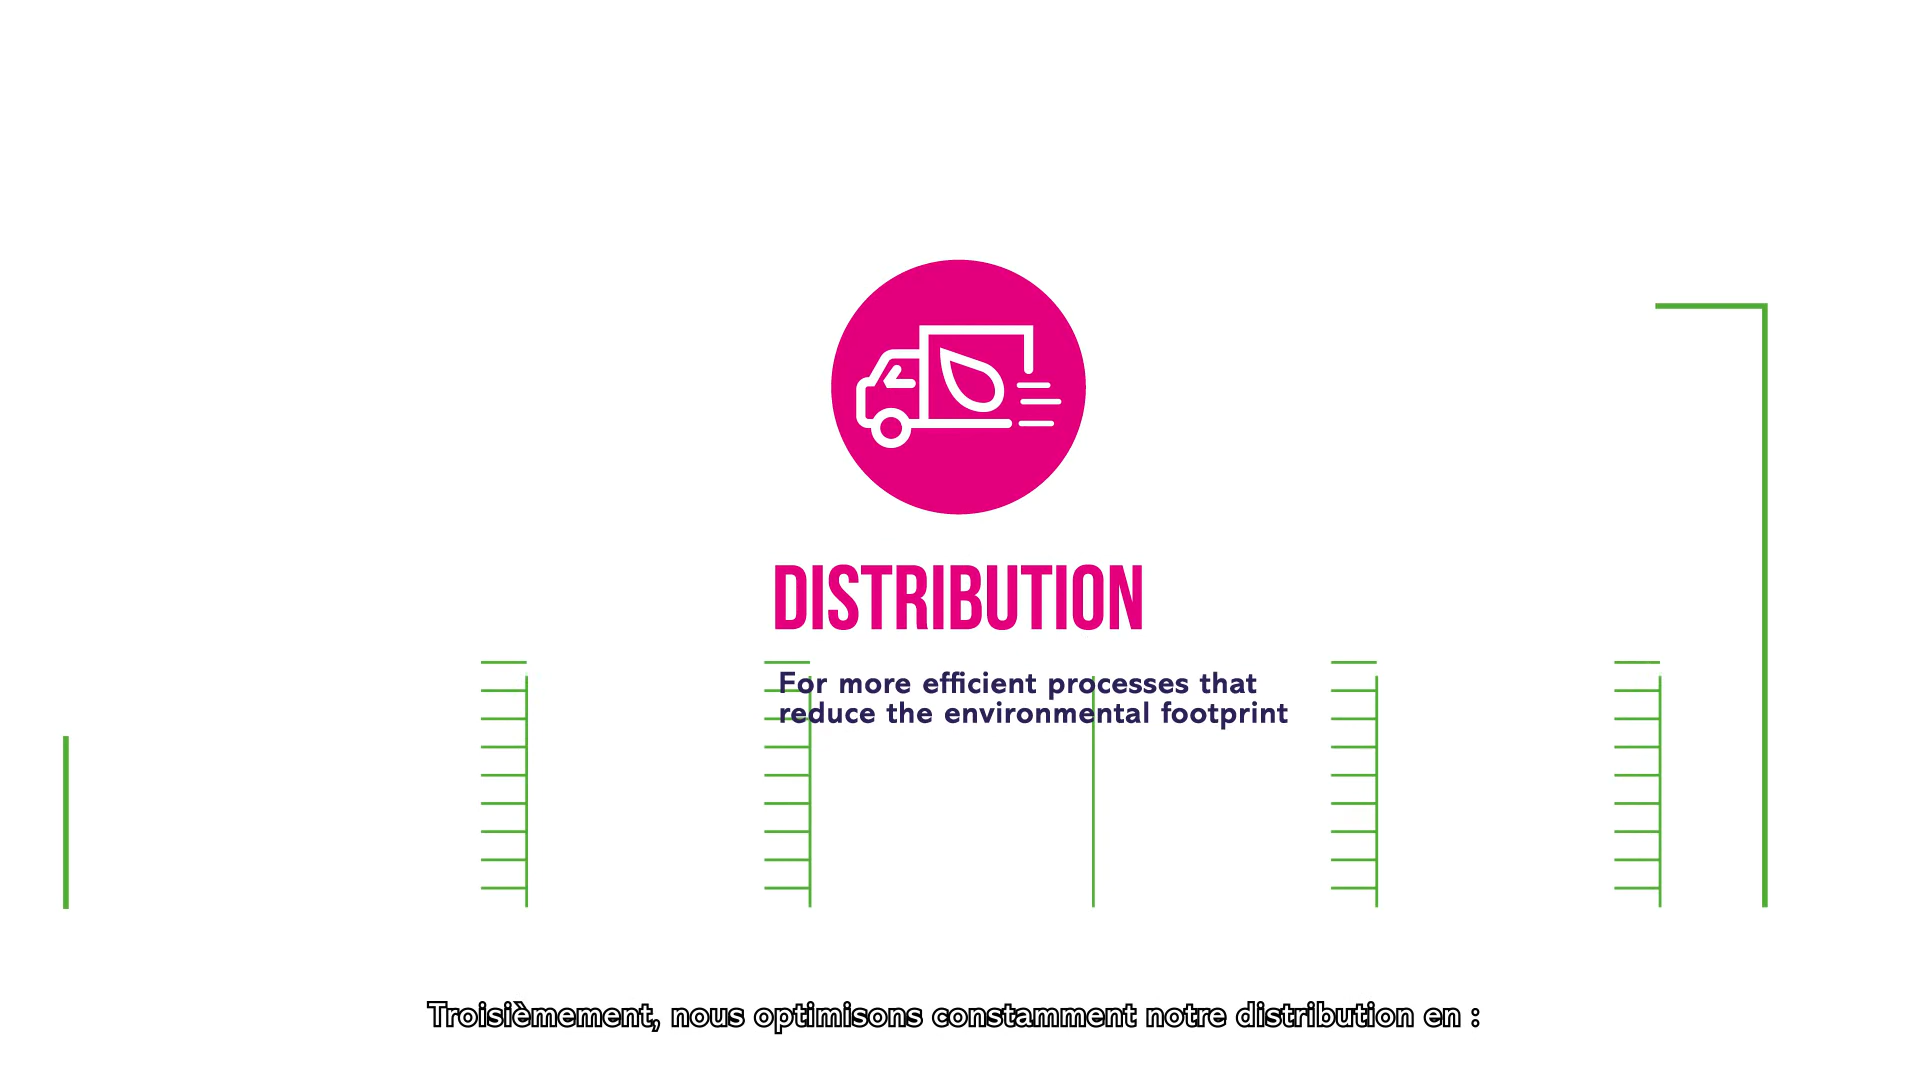 DISTRIBUTION
For more efficient processes that
reduce the environmental footprint
Troisièmement, nous optimisons constamment notre distribution en :